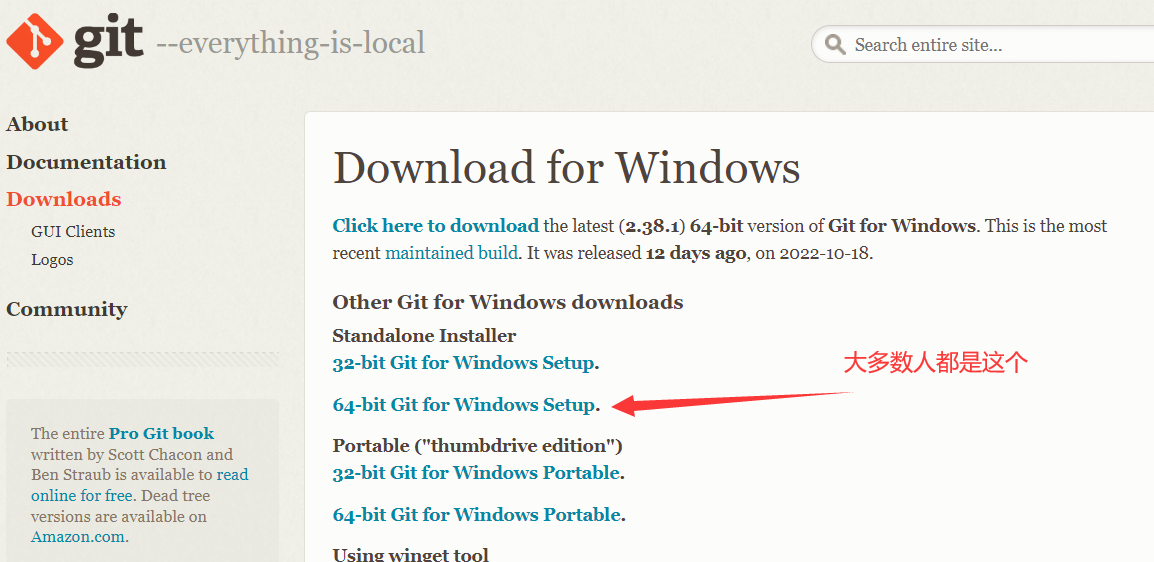 git --everything-is-local
Search entire site...
About
Documentation
Downloads
GUI Clients
Logos
Community
The entire Pro Git book
written by Scott Chacon and
Ben Straub is available to read
online for free. Dead tree
versions are available on
Amazon.com.
Download for Windows
Click here to download the latest (2.38.1) 64-bit version of Git for Windows. This is the most
recent maintained build. It was released 12 days ago, on 2022-10-18.
Other Git for Windows downloads
Standalone Installer
32-bit Git for Windows Setup.
大多数人都是这个
64-bit Git for Windows Setup.
Portable ("thumbdrive edition")
32-bit Git for Windows Portable.
64-bit Git for Windows Portable.
Using winget tool